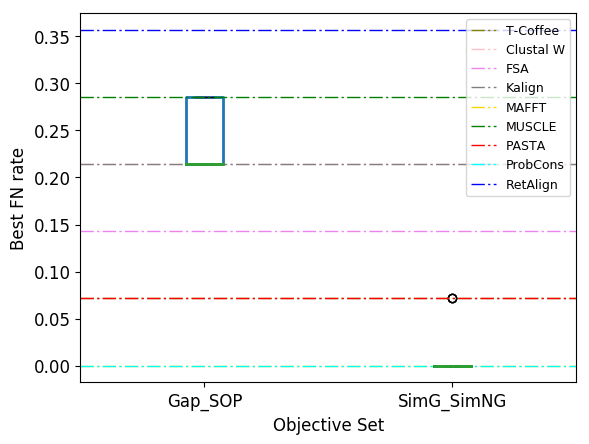 Best FN rate
0.35
0.30
0.25
0.20
0.15
0.10
0.05
0.00
T-Coffee
Clustal W
FSA
Kalign
MAFFT
MUSCLE
PASTA
ProbCons
RetAlign
Gap_SOP
SimG_SimNG
Objective Set